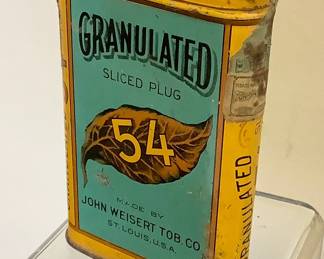 GRANULATED
SLICED PLUG
54
MADE BY
JOHN WEISERT TOB. CO
ST. LOUIS, U.S.A.
GRANULATED